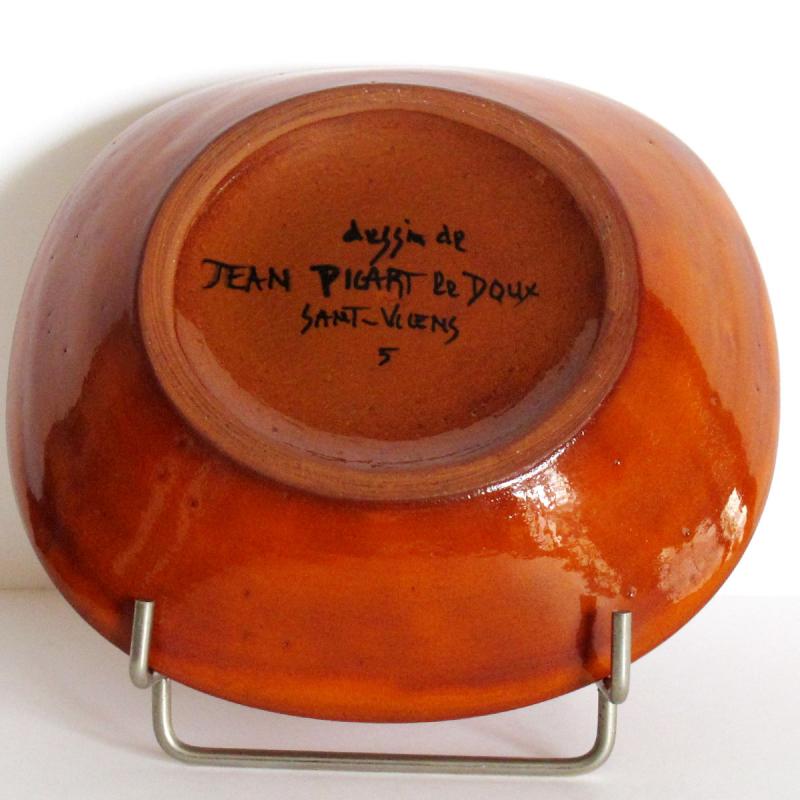 dessin de
JEAN PICART le DOUX
SANT-VICENS
5